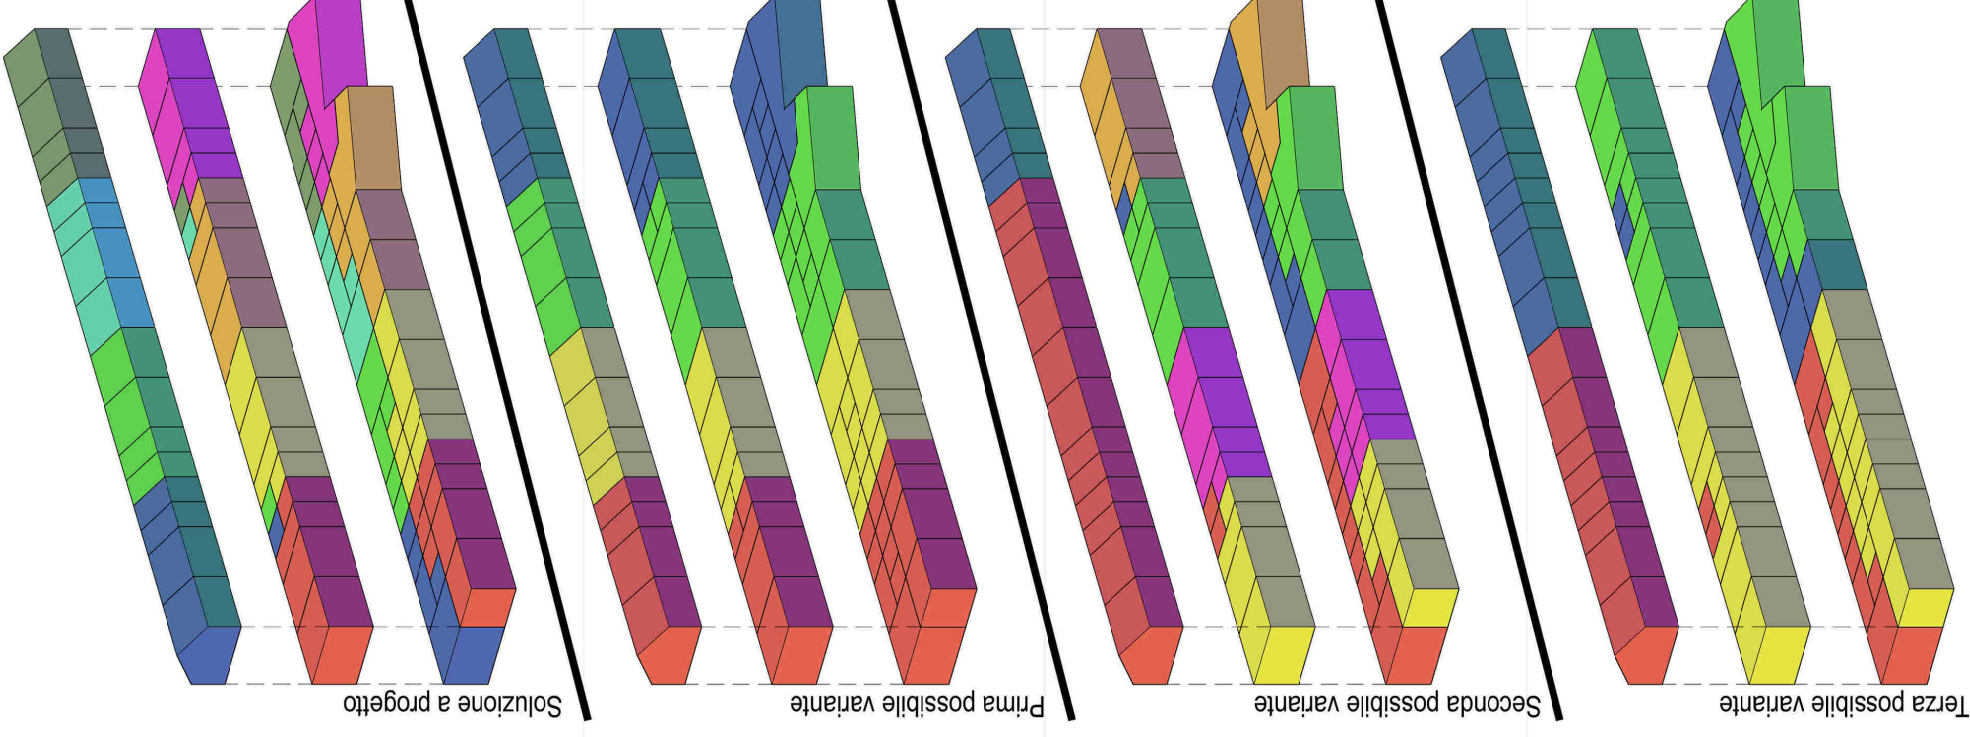 Soluzione a progetto
Prima possibile variante
Seconda possibile variante
Terza possibile variante